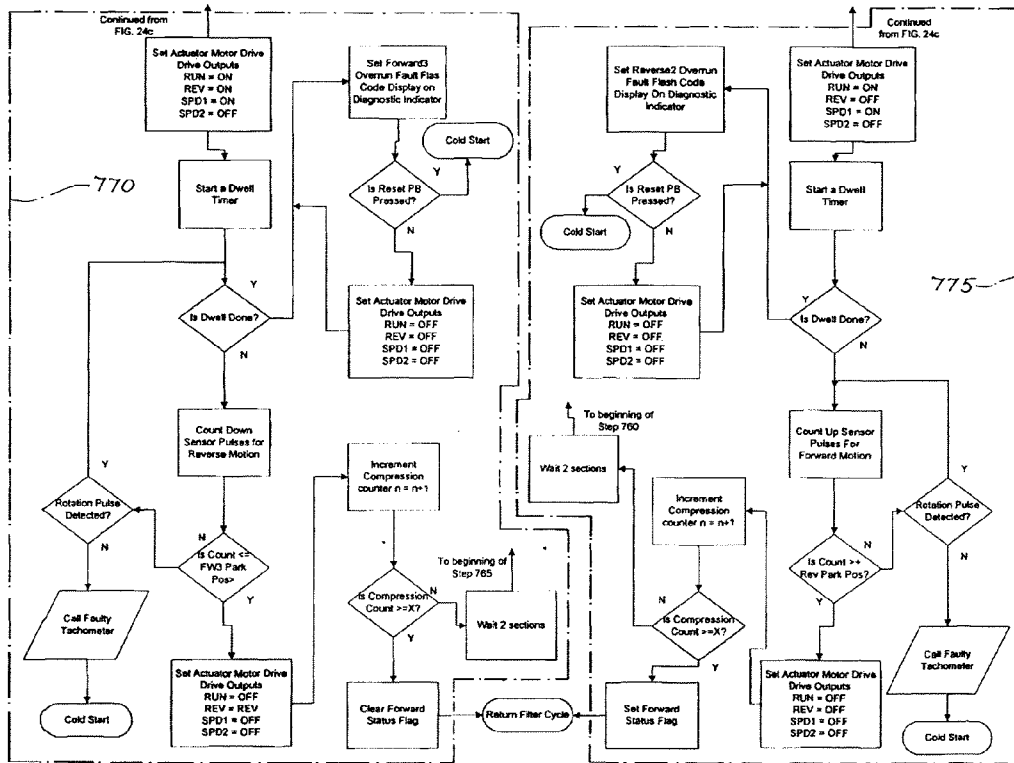 Continued from
FIG. 24c
Set Actuator Motor Drive
Drive Outputs
RUN = ON
REV = ON
SPD1 = ON
SPD2 = OFF
Start a Dwell
Timer
Y
Is Dwell Done?
N
Count Down
Sensor Pulses for
Reverse Motion
Y
Rotation Pulse
Detected?
N
N
Is Count <=
FW3 Park
Pos>
Y
Call Faulty
Tachometer
Cold Start
Set Actuator Motor Drive
Drive Outputs
RUN = OFF
REV = REV
SPD1 = OFF
SPD2 = OFF
770
Set Forward3
Overrun Fault Flas
Code Display on
Diagnostic Indicator
Cold Start
Y
Is Reset PB
Pressed?
N
Set Actuator Motor Drive
Drive Outputs
RUN = OFF
REV = OFF
SPD1 = OFF
SPD2 = OFF
Increment
Compression
counter n = n+1
To beginning of
Step 765
Is Compression
Count >=X?
N
Y
Wait 2 sections
Clear Forward
Status Flag
Return Filter Cycle
Continued
from FIG. 24c
Set Reverse2 Overrun
Fault Flash Code
Display On Diagnostic
Indicator
Y
Is Reset PB
Pressed?
Cold Start
N
Set Actuator Motor Drive
Drive Outputs
RUN = OFF
REV = OFF.
SPD1 = OFF
SPD2 = OFF
Set Actuator Motor Drive
Drive Outputs
RUN = ON
REV = OFF
SPD1 = ON
SPD2 = OFF
Start a Dwell
Timer
775
Y
Is Dwell Done?
N
To beginning of
Step 760
Wait 2 sections
Increment
Compression
counter n = n+1
N
Is Compression
Count >=X?
Y
Set Forward
Status Flag
Count Up Sensor
Pulses For
Forward Motion
Y
Rotation Pulse
Detected?
N
N
Is Count >+
Rev Park Pos?
Y
Set Actuator Motor Drive
Drive Outputs
RUN = OFF
REV = OFF
SPD1 = OFF
SPD2 = OFF
Call Faulty
Tachometer
Cold Start